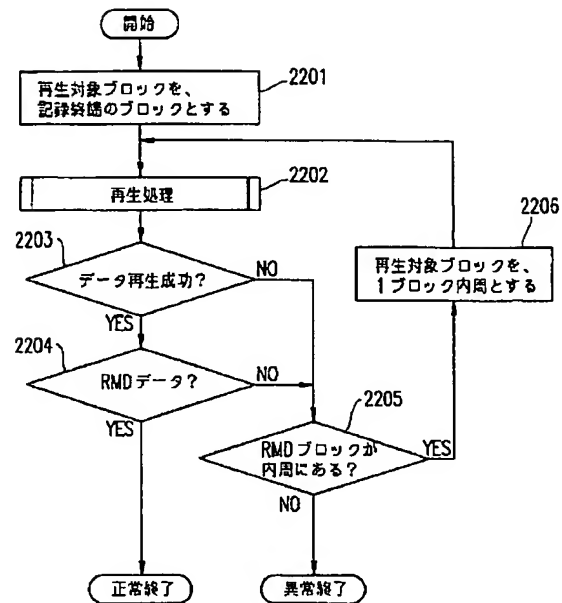 開始
2201
再生対象ブロックを、
記録終端のブロックとする
2202
再生処理
2206
再生対象ブロックを、
1ブロック内周とする
2203
データ再生成功?
NO
YES
2204
RMDデータ?
NO
YES
2205
RMDブロックが
内周にある?
YES
NO
正常終了
異常終了